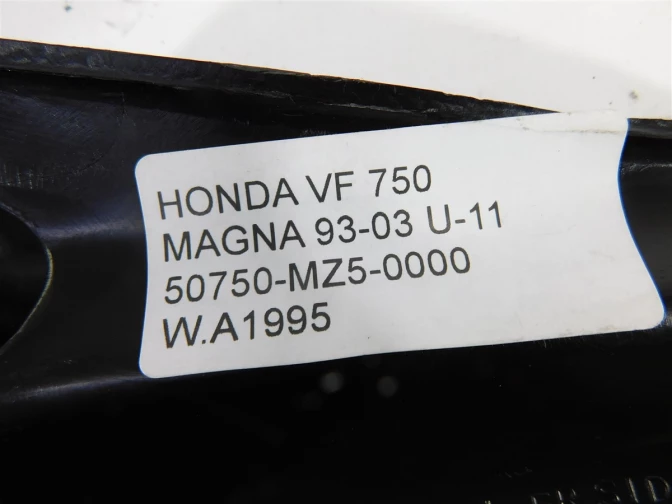 HONDA VF 750
MAGNA 93-03 U-11
50750-MZ5-0000
W.A1995